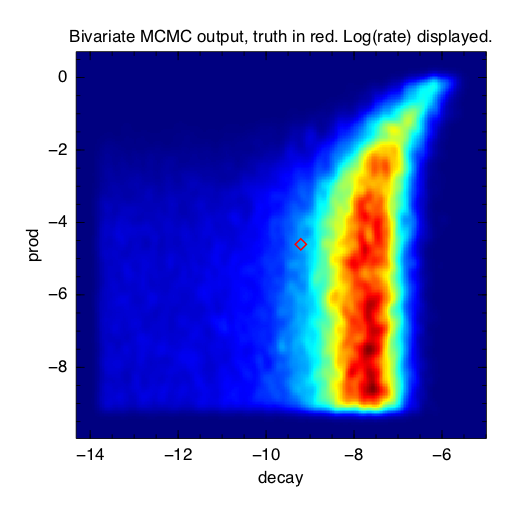 Bivariate MCMC output, truth in red. Log(rate) displayed.
0
−2
−4
−6
−8
prod
−14 −12 −10 −8 −6
decay